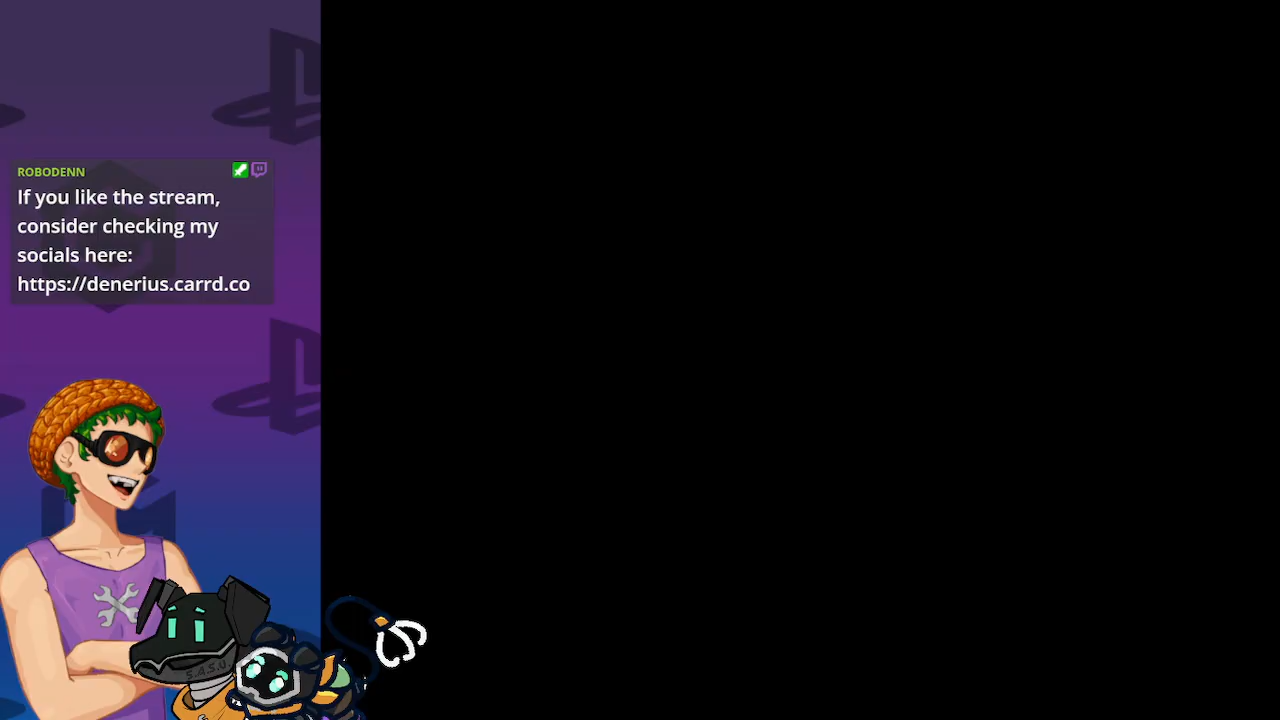 ROBODENN
If you like the stream,
consider checking my
socials here:
https://denerius.carrd.co
S.A.S.U.